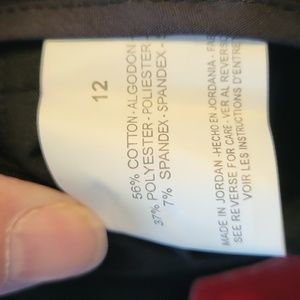 12
56% COTTON-ALGODON
37% POLYESTER-POLIESTER
7% SPANDEX-SPANDEX-
MADE IN JORDAN-HECHO EN JORDANIA-
SEE REVERSE FOR CARE-VER AL REVERSO
VOIR LES INSTRUCTIONS D'ENTRE